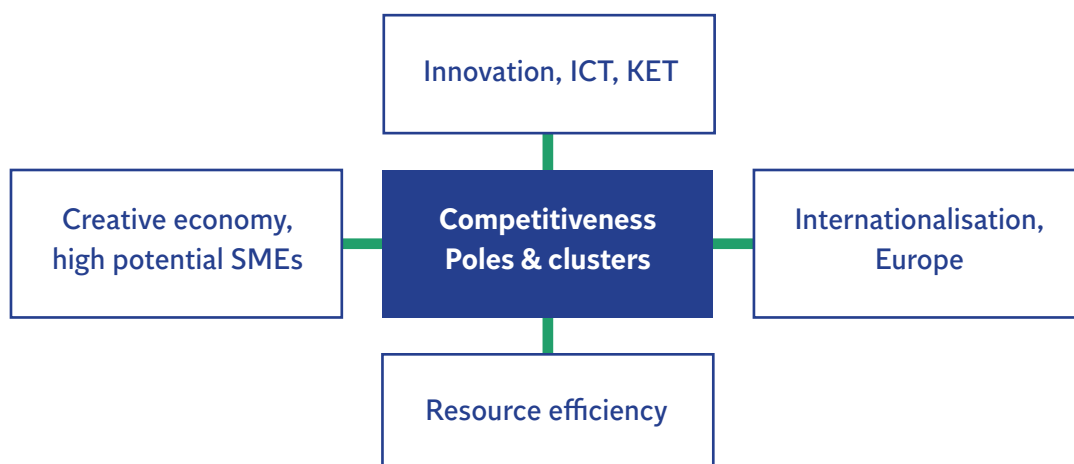 Innovation, ICT, KET
Creative economy,
high potential SMEs
Competitiveness
Poles & clusters
Internationalisation,
Europe
Resource efficiency